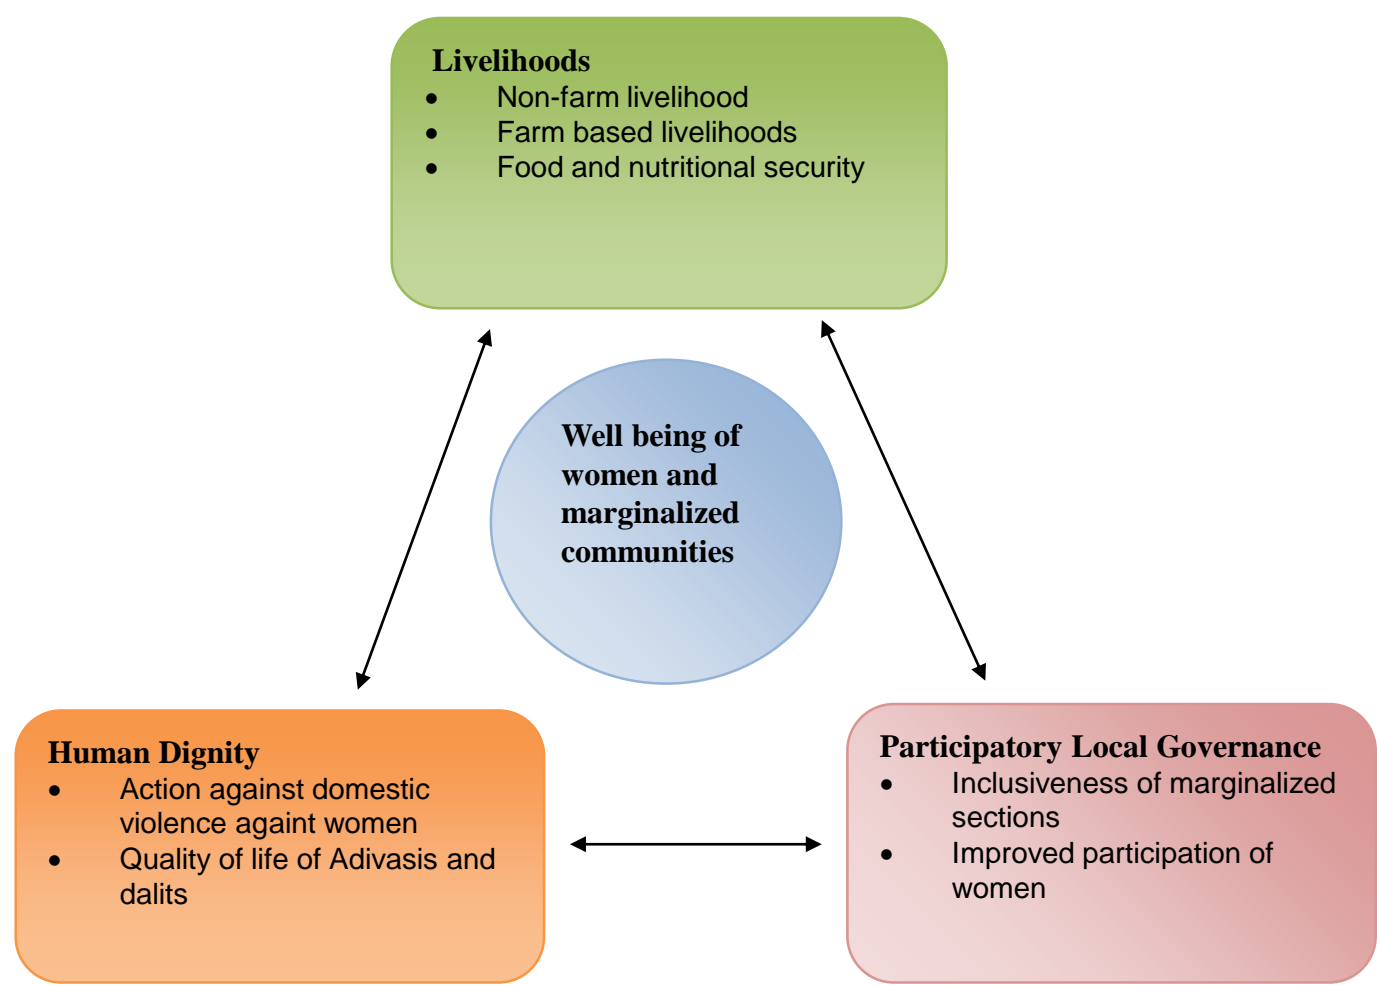 Livelihoods
• Non-farm livelihood
• Farm based livelihoods
• Food and nutritional security
Well being of
women and
marginalized
communities
Human Dignity
• Action against domestic
violence againt women
• Quality of life of Adivasis and
dalits
Participatory Local Governance
• Inclusiveness of marginalized
sections
• Improved participation of
women